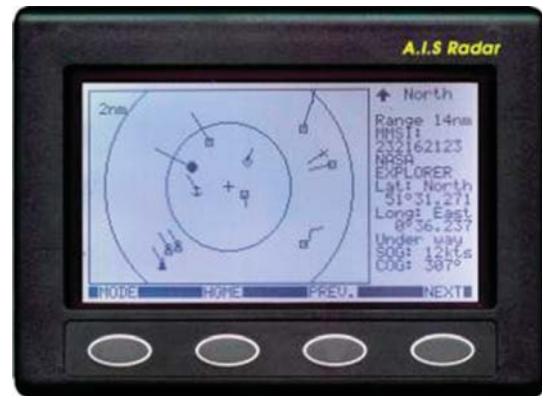 A.I.S Radar
2nm
North
Range 14nm
MMSI:
232162123
NASA
EXPLORER
Lat: North
51°31.271
Long: East
0°36.237
Under way
SOG: 12kts
COG: 307°
MODE HOME PREV. NEXT